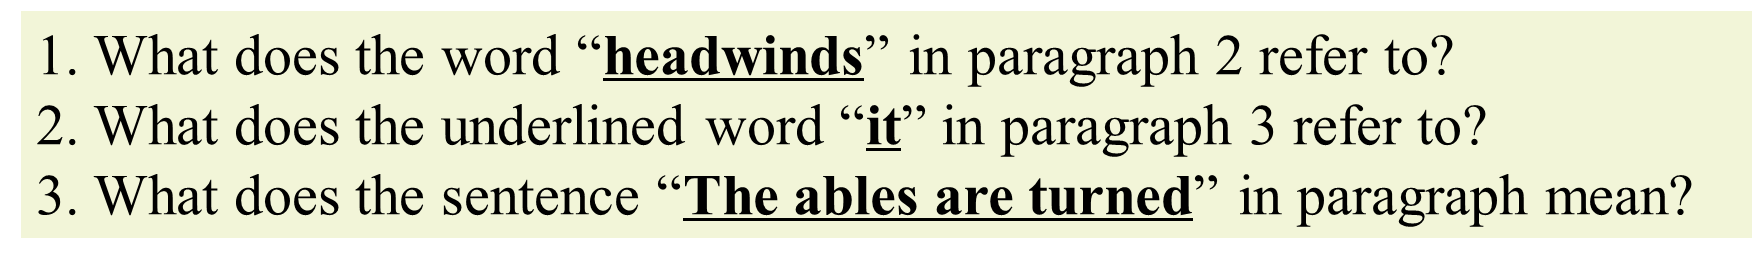 1. What does the word “headwinds” in paragraph 2 refer to?
2. What does the underlined word “it” in paragraph 3 refer to?
3. What does the sentence “The ables are turned” in paragraph mean?